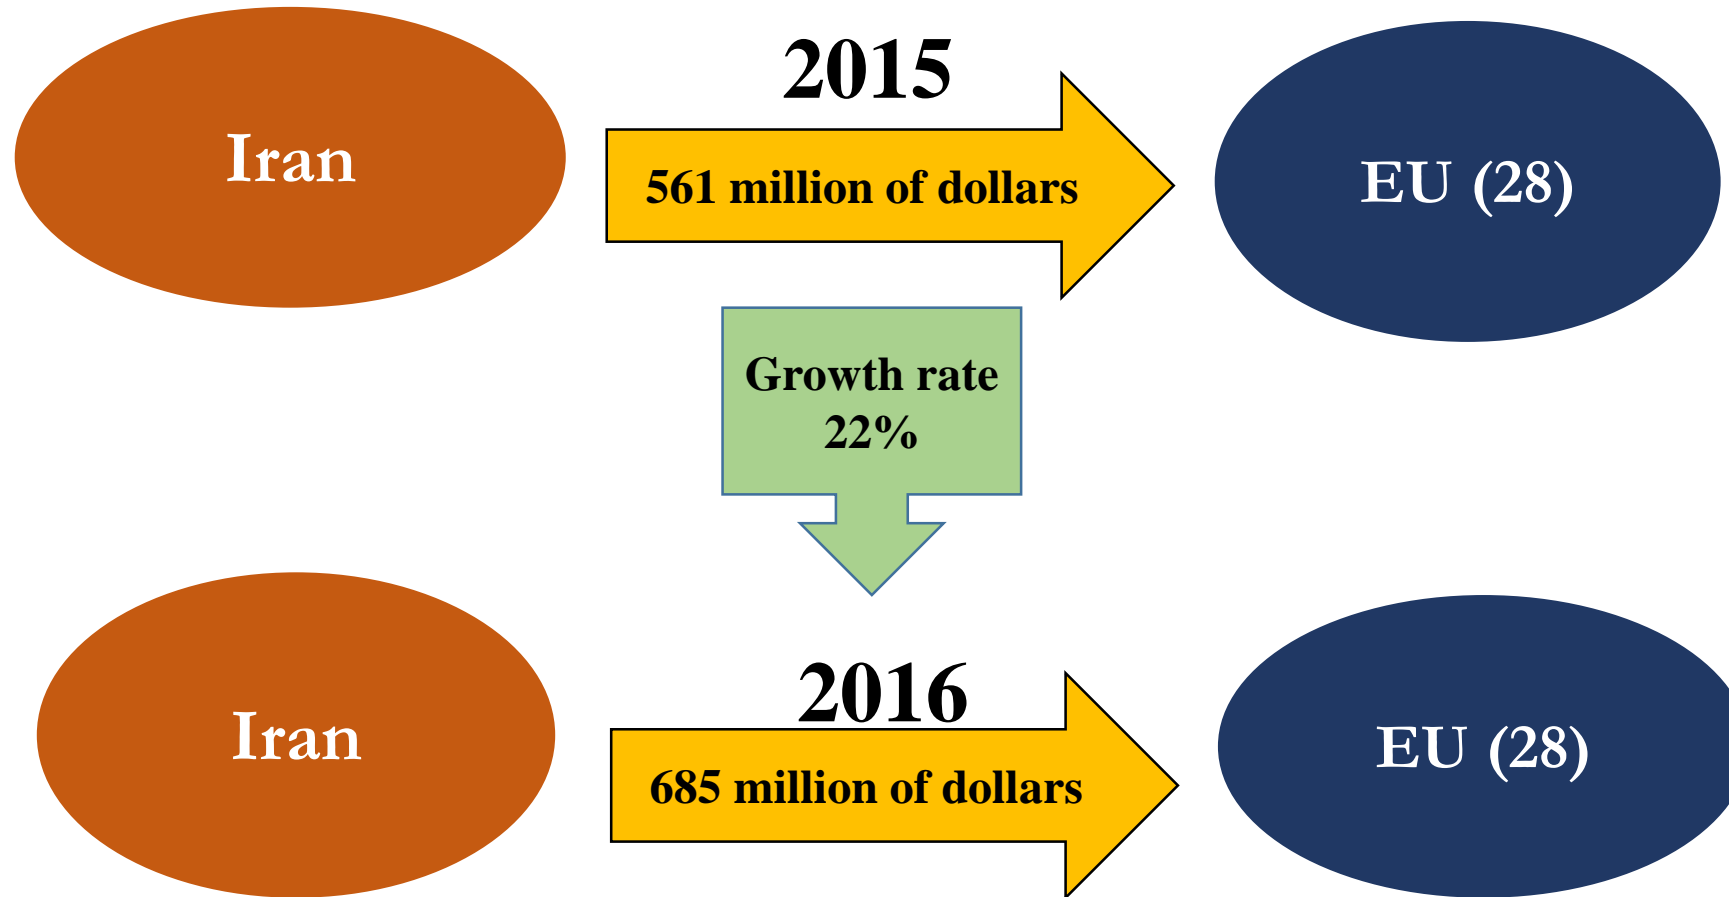 2015
Iran
561 million of dollars
EU (28)
Growth rate
22%
2016
Iran
685 million of dollars
EU (28)